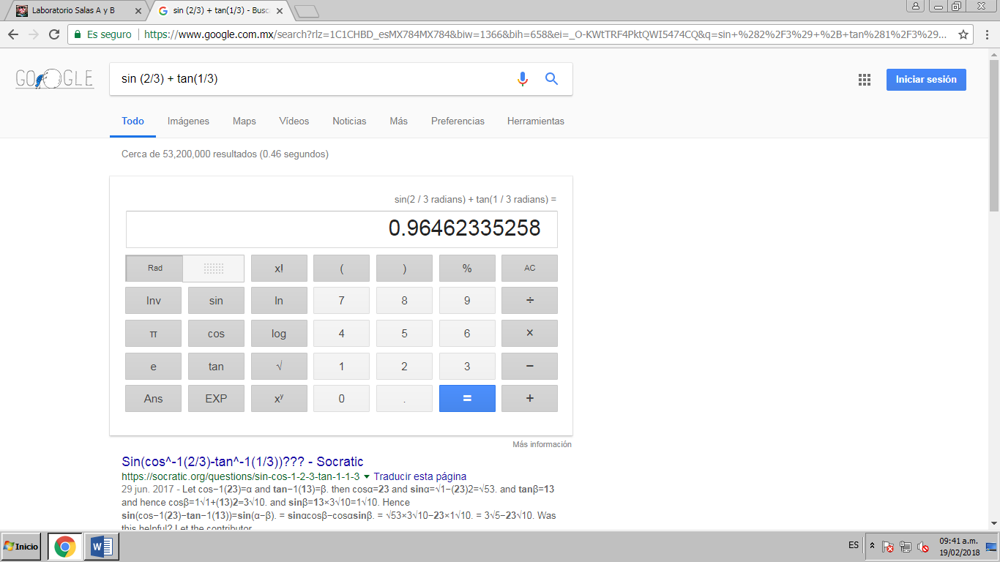 Laboratorio Salas A y B
sin (2/3) + tan(1/3) - Busc
Es seguro
https://www.google.com.mx/search?rlz=1C1CHBD_esMX784MX784&biw=1366&bih=658&ei=_O-KWtTRF4PktQWI5474CQ&q=sin+%282%2F3%29+%2B+tan%281%2F3%29...
GOOGLE
sin (2/3) + tan(1/3)
Iniciar sesión
Todo Imágenes Maps Vídeos Noticias Más Preferencias Herramientas
Cerca de 53,200,000 resultados (0.46 segundos)
sin(2 / 3 radians) + tan(1 / 3 radians) =
0.96462335258
Rad x! ( ) % AC
Inv sin ln 7 8 9 ÷
π cos log 4 5 6 ×
e tan √ 1 2 3 −
Ans EXP xʸ 0 . = +
Más información
Sin(cos^-1(2/3)-tan^-1(1/3))??? - Socratic
https://socratic.org/questions/sin-cos-1-2-3-tan-1-1-3 Traducir esta página
29 jun. 2017 - Let cos−1(23)=α and tan−1(13)=β. then cosα=23 and sinα=√1−(23)2=√53. and tanβ=13
and hence cosβ=1√1+(13)2=3√10. and sinβ=13×3√10=1√10. Hence
sin(cos−1(23)−tan−1(13))=sin(α−β). = sinαcosβ−cosαsinβ. = √53×3√10−23×1√10. = 3√5−23√10. Was
this helpful? Let the contributor
Inicio
ES
09:41 a.m.
19/02/2018